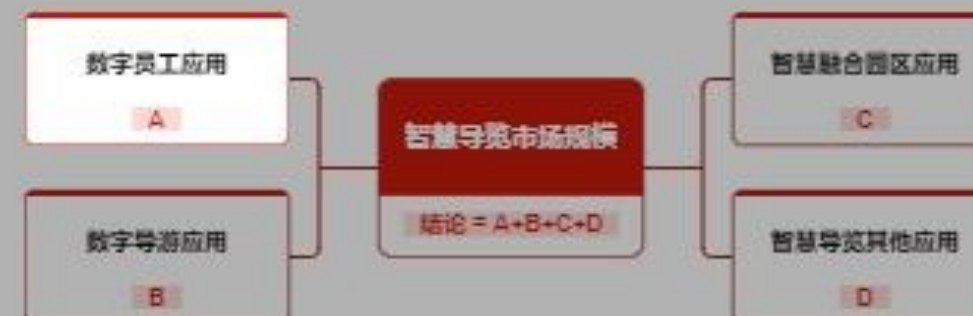 数字员工应用
A
数字导游应用
B
智慧导览市场规模
结论 = A+B+C+D
智慧融合园区应用
C
智慧导览其他应用
D